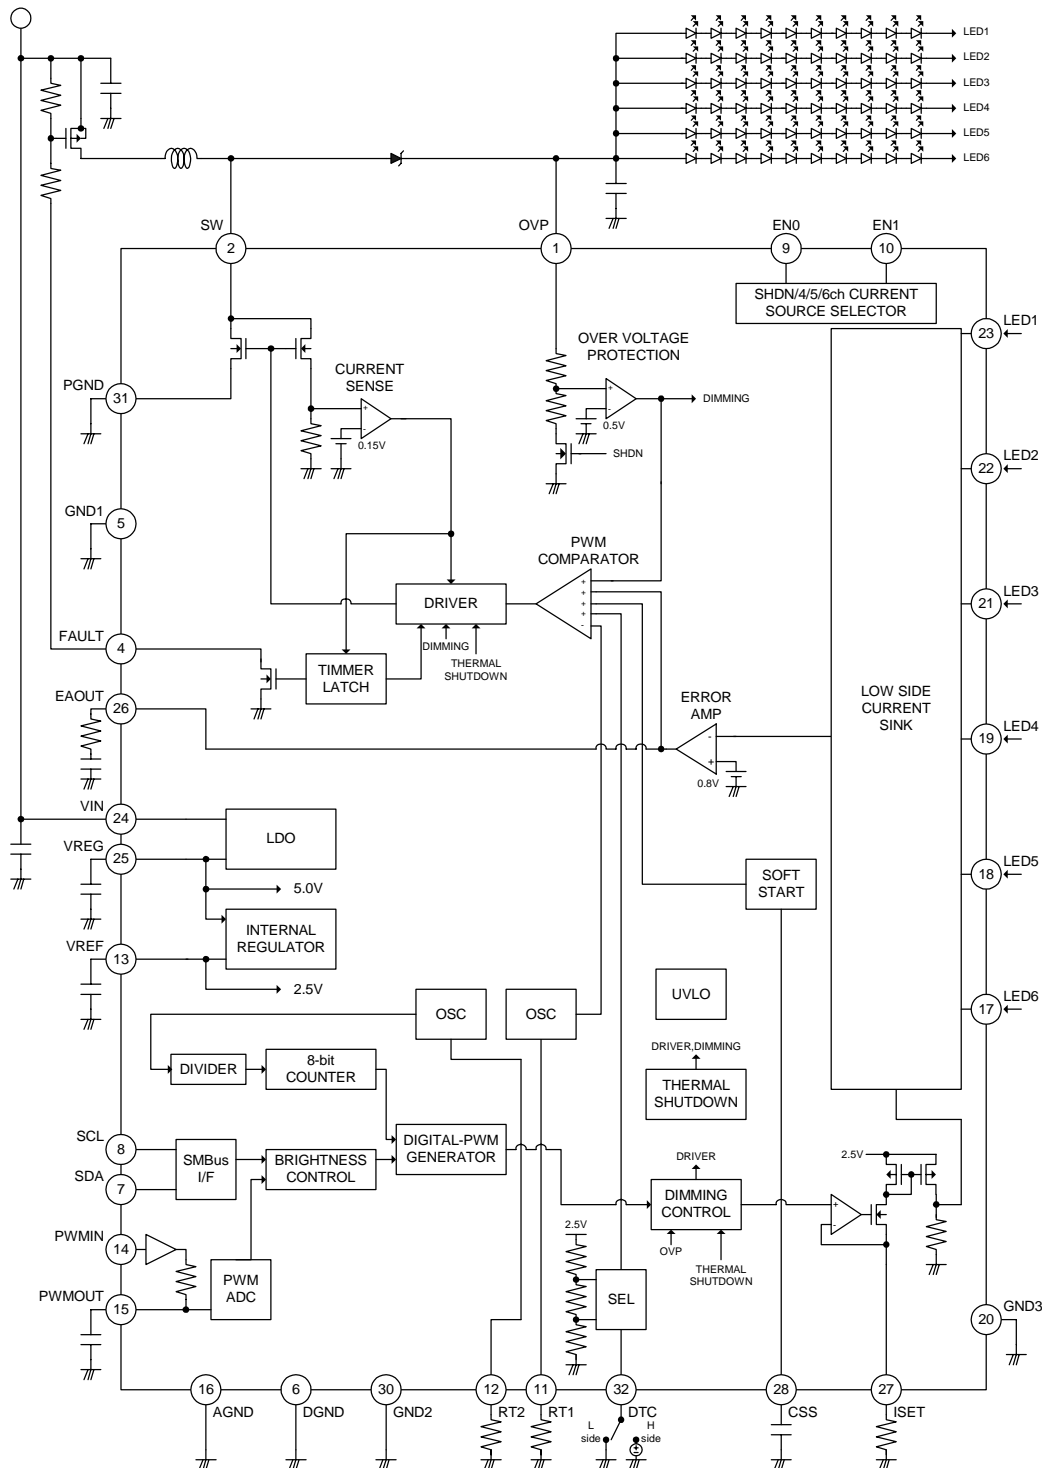 LED1
LED2
LED3
LED4
LED5
LED6
SW
2
OVP
1
EN0
9
EN1
10
SHDN/4/5/6ch CURRENT
SOURCE SELECTOR
LED1
23
OVER VOLTAGE
PROTECTION
CURRENT
SENSE
PGND
31
+
-
0.15V
+
-
0.5V
DIMMING
SHDN
LED2
22
GND1
5
PWM
COMPARATOR
+
+
+
+
-
DRIVER
LED3
21
FAULT
4
DIMMING
THERMAL
SHUTDOWN
TIMMER
LATCH
EAOUT
26
ERROR
AMP
-
+
0.8V
LOW SIDE
CURRENT
SINK
LED4
19
VIN
24
LDO
VREG
25
5.0V
SOFT
START
LED5
18
INTERNAL
REGULATOR
VREF
13
2.5V
UVLO
LED6
17
OSC
OSC
DRIVER,DIMMING
THERMAL
SHUTDOWN
DIVIDER
8-bit
COUNTER
SCL
8
SDA
7
SMBus
I/F
BRIGHTNESS
CONTROL
DIGITAL-PWM
GENERATOR
DRIVER
DIMMING
CONTROL
OVP
THERMAL
SHUTDOWN
2.5V
+
-
PWMIN
14
PWMOUT
15
PWM
ADC
2.5V
SEL
GND3
20
16
AGND
6
DGND
30
GND2
12
RT2
11
RT1
32
DTC
28
CSS
27
ISET
L
side
H
side